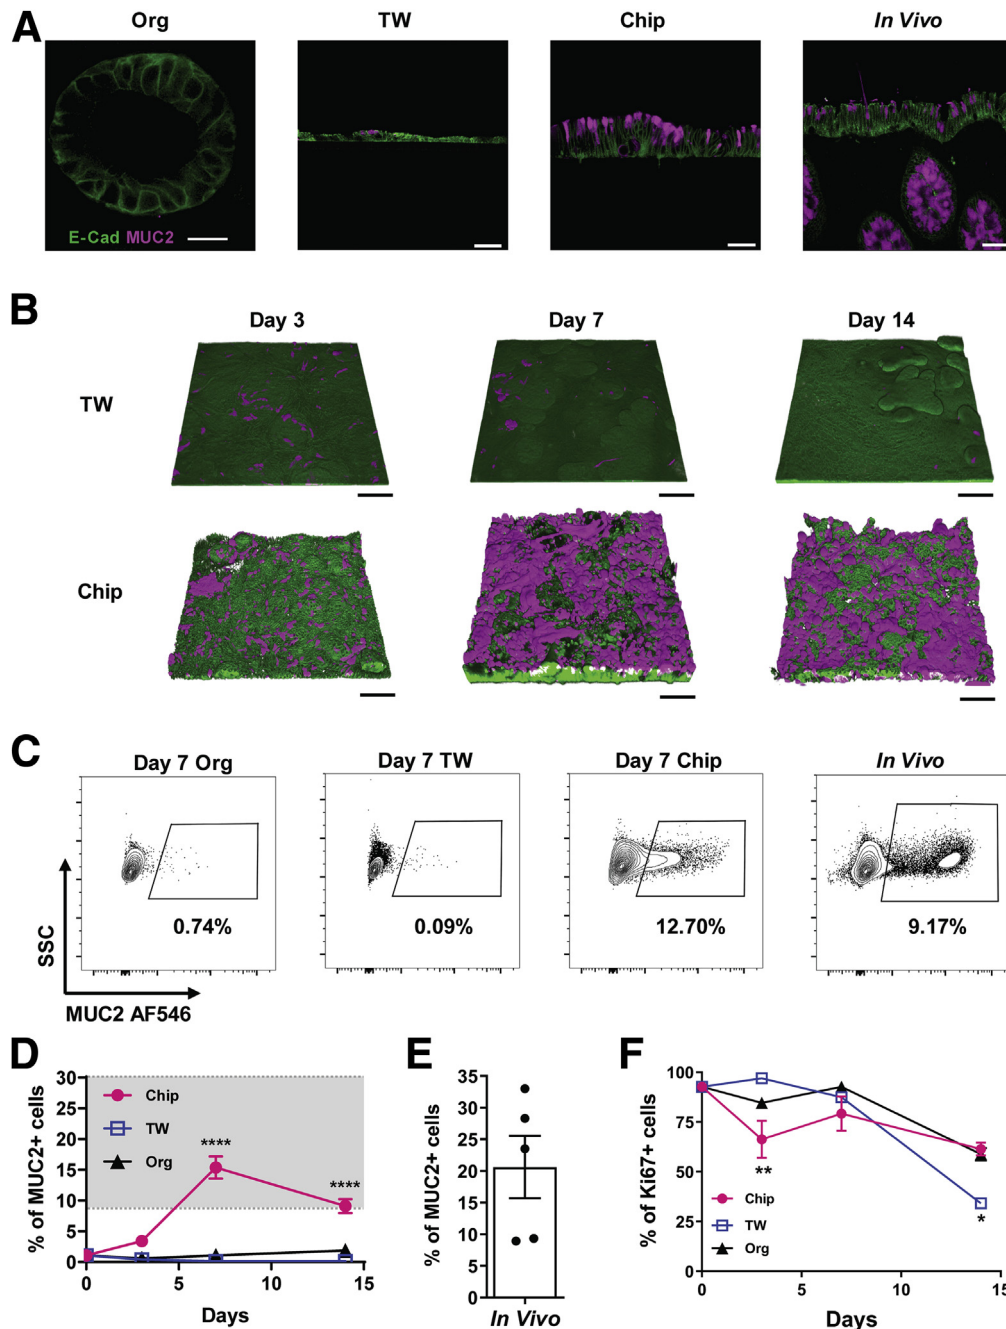 A
Org TW Chip In Vivo
E-Cad MUC2
B
Day 3 Day 7 Day 14
TW
Chip
C
Day 7 Org Day 7 TW Day 7 Chip In Vivo
0.74% 0.09% 12.70% 9.17%
SSC
MUC2 AF546
D
% of MUC2+ cells
30
25
20
15
10
5
0
Chip
TW
Org
****
****
0 5 10 15
Days
E
% of MUC2+ cells
35
30
25
20
15
10
5
0
In Vivo
F
% of Ki67+ cells
100
75
50
25
0
**
*
Chip
TW
Org
0 5 10 15
Days